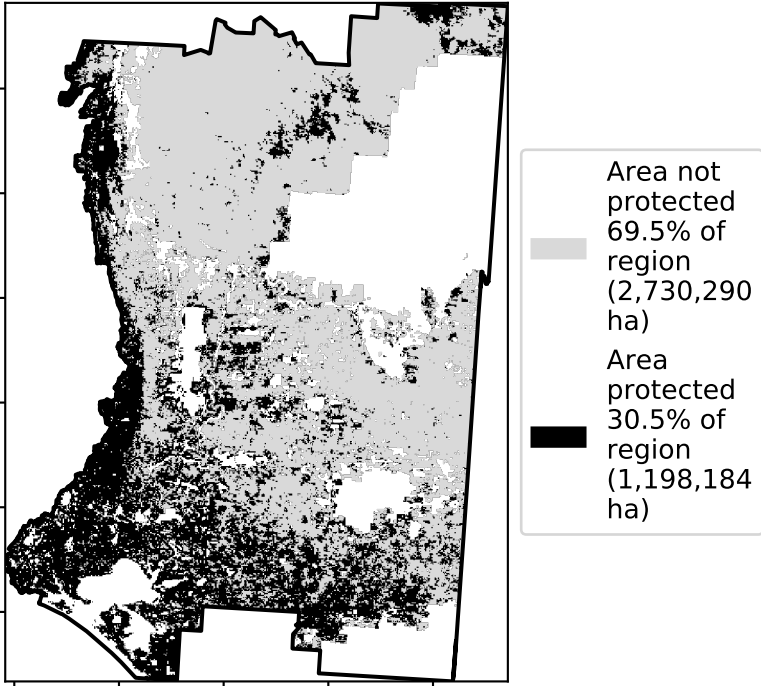 Area not
protected
69.5% of
region
(2,730,290
ha)
Area
protected
30.5% of
region
(1,198,184
ha)